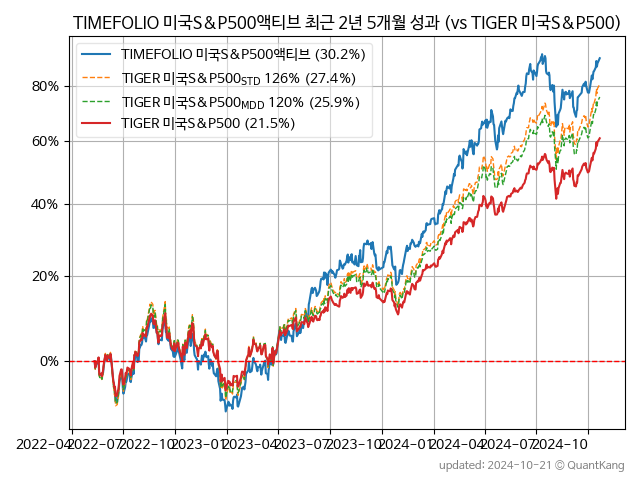 TIMEFOLIO 미국S&P500액티브 최근 2년 5개월 성과 (vs TIGER 미국S&P500)
TIMEFOLIO 미국S&P500액티브 (30.2%)
TIGER 미국S&P500STD 126% (27.4%)
TIGER 미국S&P500MDD 120% (25.9%)
TIGER 미국S&P500 (21.5%)
80%
60%
40%
20%
0%
2022-04 2022-07 2022-10 2023-01 2023-04 2023-07 2023-10 2024-01 2024-04 2024-07 2024-10
updated: 2024-10-21 © QuantKang